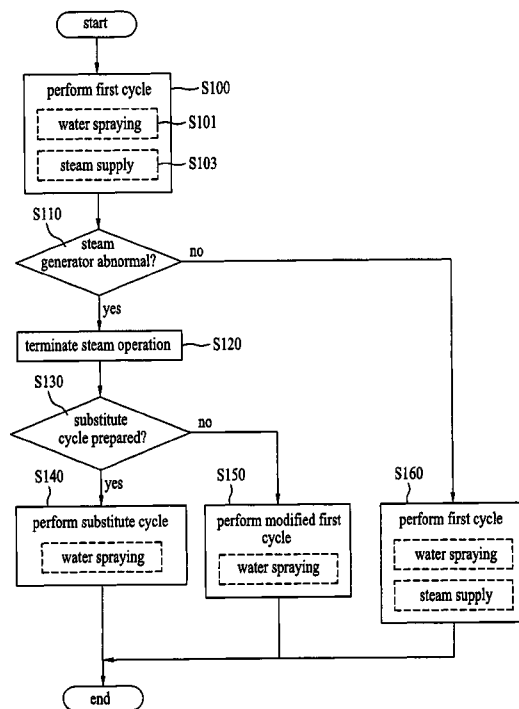 start
perform first cycle
S100
water spraying
S101
steam supply
S103
S110
steam
generator abnormal?
no
yes
terminate steam operation
S120
S130
substitute
cycle prepared?
no
yes
S140
perform substitute cycle
water spraying
S150
perform modified first
cycle
water spraying
S160
perform first cycle
water spraying
steam supply
end